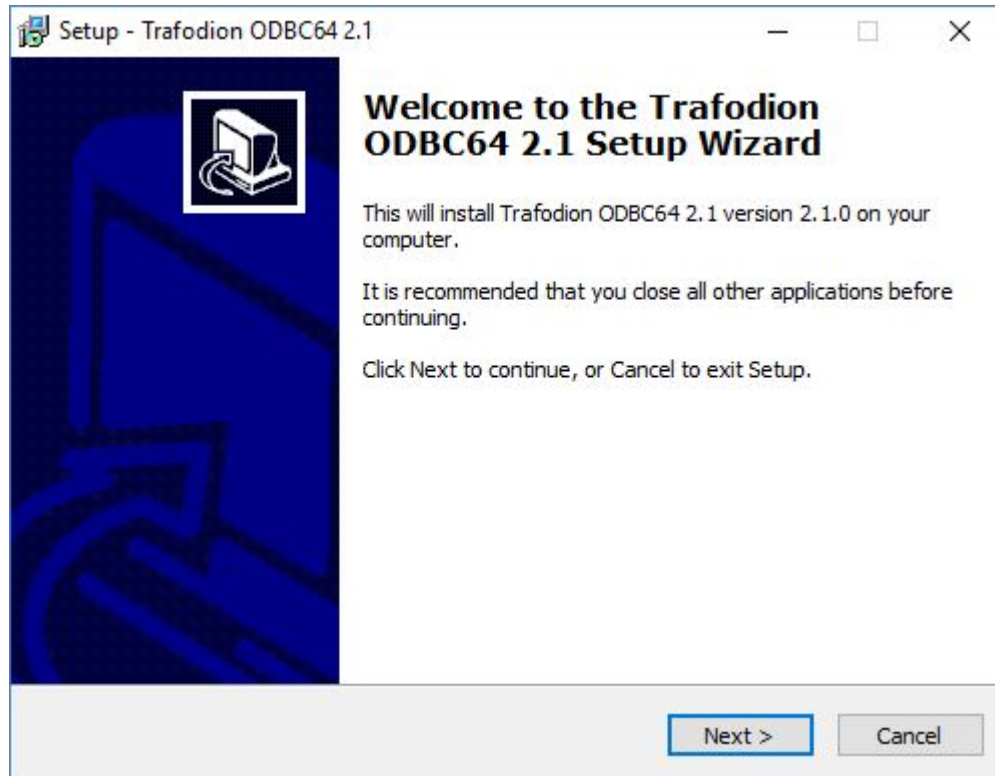 Setup - Trafodion ODBC64 2.1
Welcome to the Trafodion
ODBC64 2.1 Setup Wizard
This will install Trafodion ODBC64 2.1 version 2.1.0 on your
computer.
It is recommended that you close all other applications before
continuing.
Click Next to continue, or Cancel to exit Setup.
Next >
Cancel